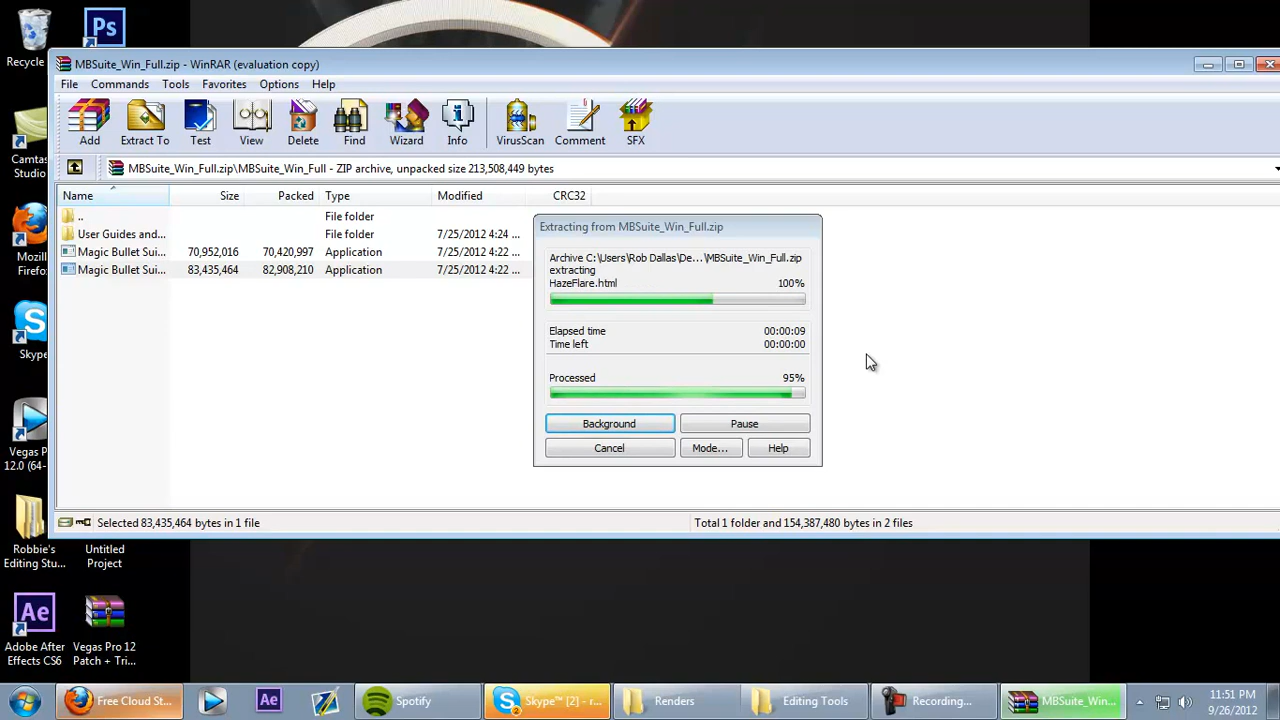 Recycle
MBSuite_Win_Full.zip - WinRAR (evaluation copy)
File Commands Tools Favorites Options Help
Add Extract To Test View Delete Find Wizard Info VirusScan Comment SFX
MBSuite_Win_Full.zip\MBSuite_Win_Full - ZIP archive, unpacked size 213,508,449 bytes
Name Size Packed Type Modified CRC32
.. File folder
User Guides and... File folder 7/25/2012 4:24 ...
Magic Bullet Sui... 70,952,016 70,420,997 Application 7/25/2012 4:22 ...
Magic Bullet Sui... 83,435,464 82,908,210 Application 7/25/2012 4:22 ...
Extracting from MBSuite_Win_Full.zip
Archive C:\Users\Rob Dallas\De...\MBSuite_Win_Full.zip
extracting
HazeFlare.html 100%
Elapsed time 00:00:09
Time left 00:00:00
Processed 95%
Background Pause
Cancel Mode... Help
Selected 83,435,464 bytes in 1 file
Total 1 folder and 154,387,480 bytes in 2 files
Ps
Camtas
Studio
Mozil
Firefo
Skype
Vegas P
12.0 (64-
Robbie's
Editing Stu...
Untitled
Project
Ae
Adobe After
Effects CS6
Vegas Pro 12
Patch + Tri...
Free Cloud St...
Ae
Spotify
Skype™ [2] - r...
Renders
Editing Tools
Recording...
MBSuite_Win...
11:51 PM
9/26/2012